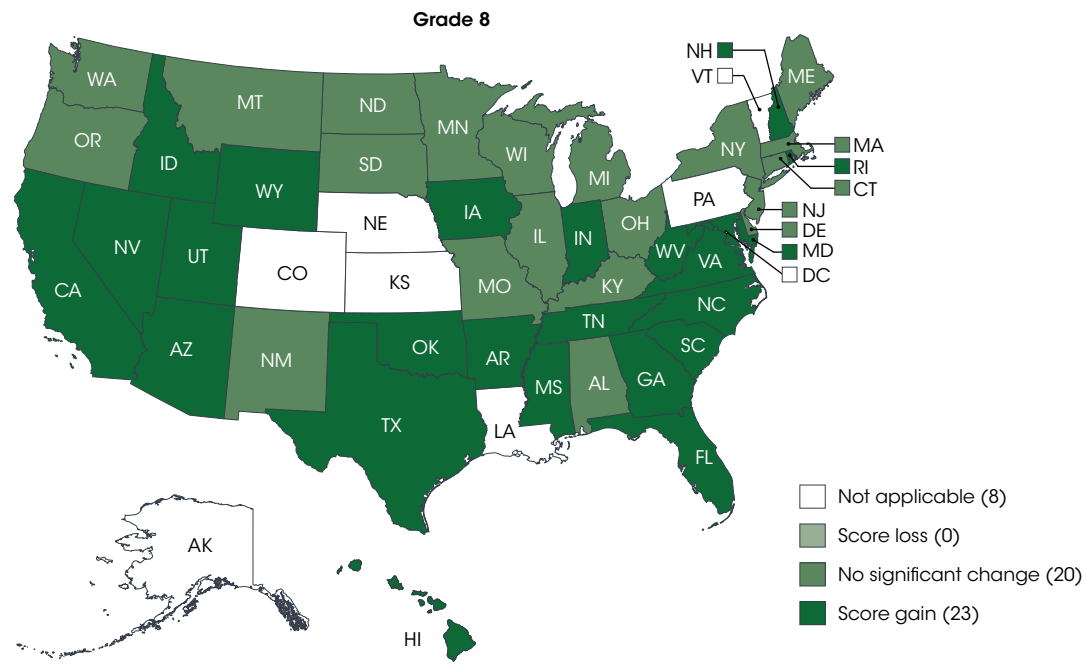 Grade 8
NH
VT
ME
WA
MT
ND
MN
OR
ID
SD
WI
NY
MA
RI
CT
WY
MI
PA
NE
IA
OH
NJ
DE
MD
DC
NV
UT
CO
IL
IN
WV
VA
CA
KS
MO
KY
NC
TN
AZ
NM
OK
AR
SC
MS
AL
GA
TX
LA
FL
AK
HI
Not applicable (8)
Score loss (0)
No significant change (20)
Score gain (23)